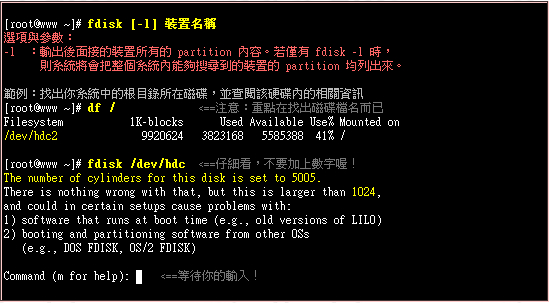 [root@www ~]# fdisk [-l] 裝置名稱
選項與參數：
-l ：輸出後面接的裝置所有的 partition 內容。若僅有 fdisk -l 時，
則系統將會把整個系統內能夠搜尋到的裝置的 partition 均列出來。
範例：找出你系統中的根目錄所在磁碟，並查閱該硬碟內的相關資訊
[root@www ~]# df / <==注意：重點在找出磁碟檔名而已
Filesystem 1K-blocks Used Available Use% Mounted on
/dev/hdc2 9920624 3823168 5585388 41% /
[root@www ~]# fdisk /dev/hdc <==仔細看，不要加上數字喔！
The number of cylinders for this disk is set to 5005.
There is nothing wrong with that, but this is larger than 1024,
and could in certain setups cause problems with:
1) software that runs at boot time (e.g., old versions of LILO)
2) booting and partitioning software from other OSs
(e.g., DOS FDISK, OS/2 FDISK)
Command (m for help): <==等待你的輸入！